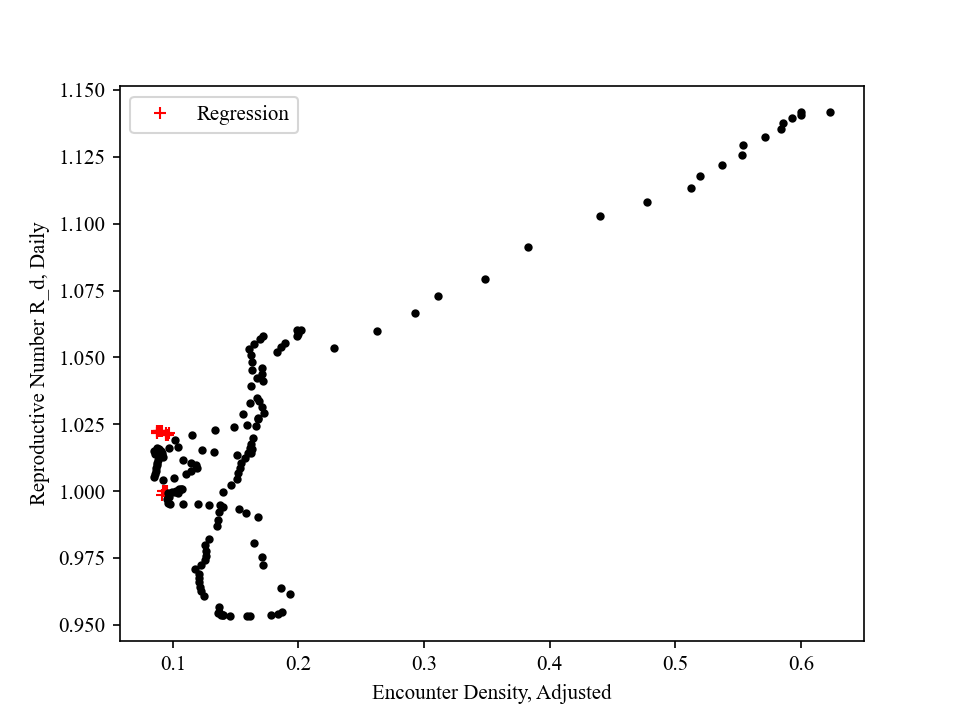 Regression
1.150
1.125
1.100
1.075
1.050
1.025
1.000
0.975
0.950
Reproductive Number R_d, Daily
0.1 0.2 0.3 0.4 0.5 0.6
Encounter Density, Adjusted